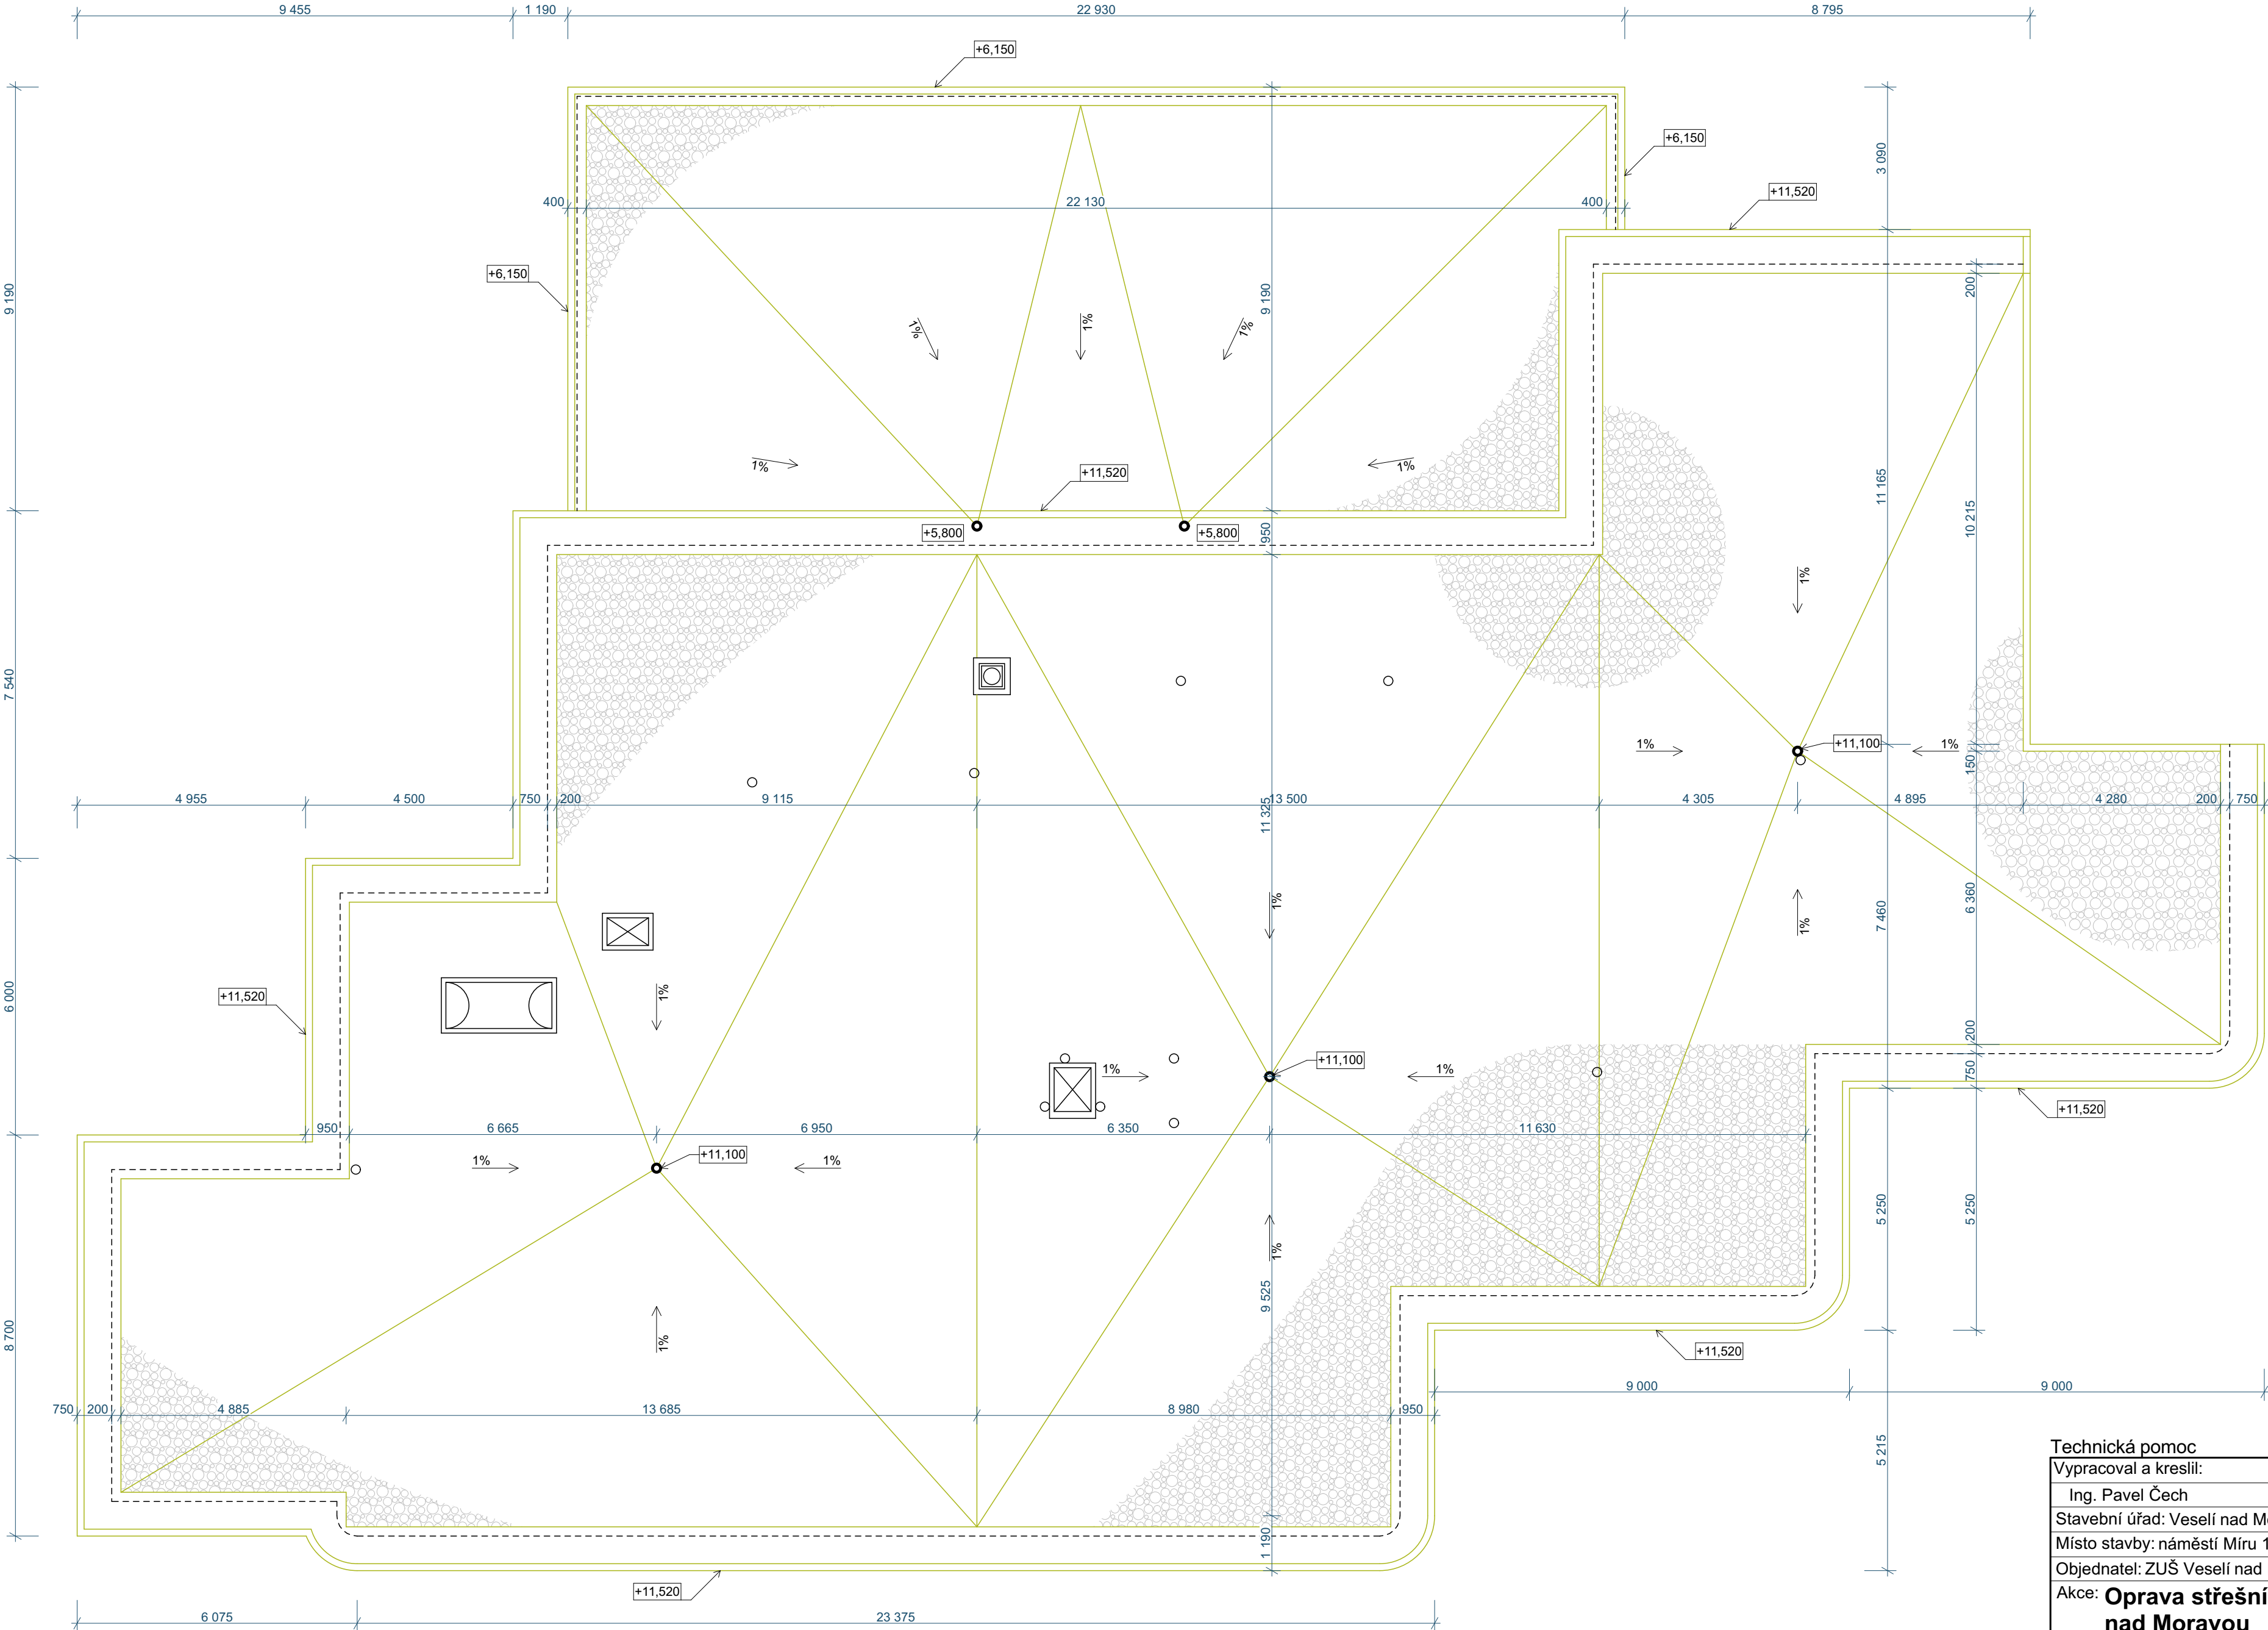 9 455 1 190 22 930 8 795
+6,150
+6,150
3 090
+11,520
400 22 130 400
+6,150
200
9 190 9 190
1% 1% 1%
1% 1%
+11,520
11 165 10 215
+5,800 +5,800
950
1%
7 540
1% +11,100 1%
150
4 955 4 500 750 200 9 115 13 500 4 305 4 895 4 280 200 750
11 325
1% 1%
7 460 6 360
+11,520
6 000
1%
200
1% +11,100 1%
750
+11,520
950 6 665 6 950 6 350 11 630
1% +11,100 1%
5 250 5 250
1%
9 525
8 700
1%
+11,520
9 000 9 000
750 200 4 885 13 685 8 980 950
5 215
1 190
+11,520
6 075 23 375
Technická pomoc
Vypracoval a kreslil:
Ing. Pavel Čech
Stavební úřad: Veselí nad
Místo stavby: náměstí Míru
Objednatel: ZUŠ Veselí nad
Akce: Oprava střešní
nad Moravou